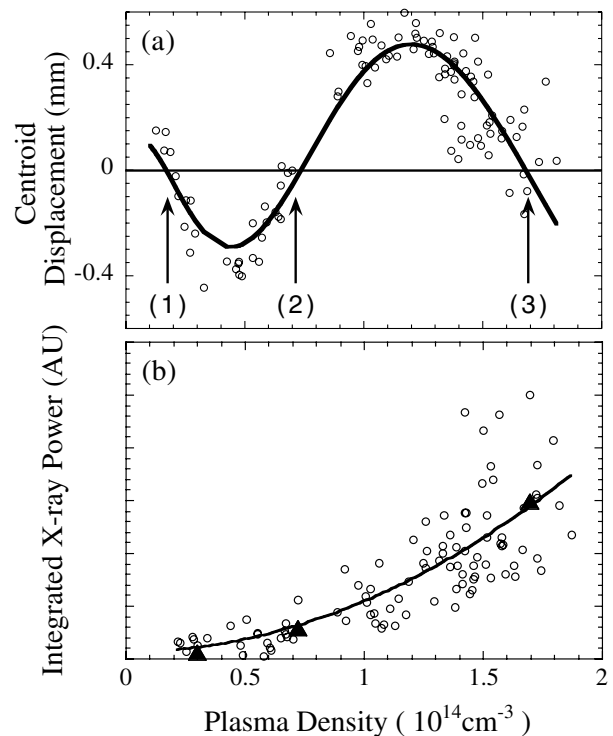 (a)
0.4
0
-0.4
Centroid
Displacement (mm)
(1)
(2)
(3)
(b)
Integrated X-ray Power (AU)
0
0.5
1
1.5
2
Plasma Density ( 10¹⁴cm⁻³ )